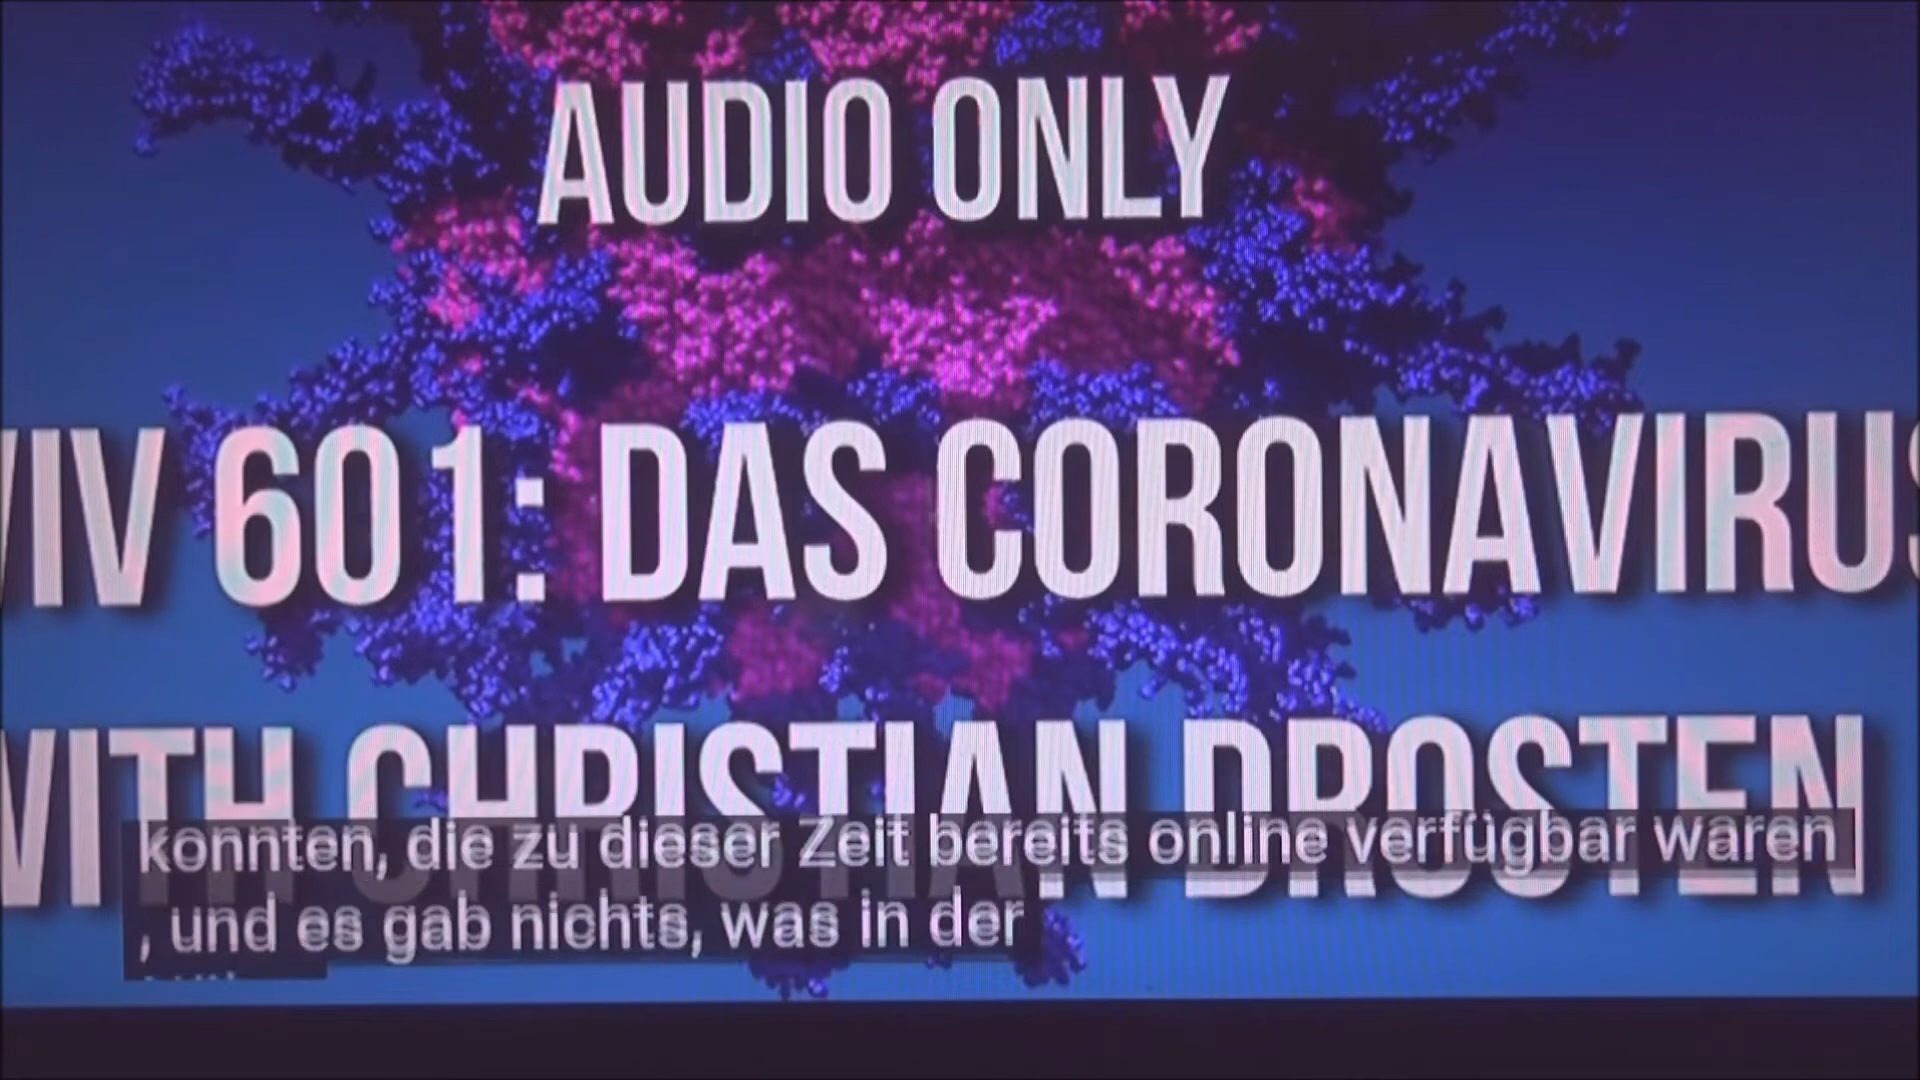 AUDIO ONLY
VIV 601: DAS CORONAVIRUS
WITH CHRISTIAN DROSTEN
konnten, die zu dieser Zeit bereits online verfügbar waren
, und es gab nichts, was in der